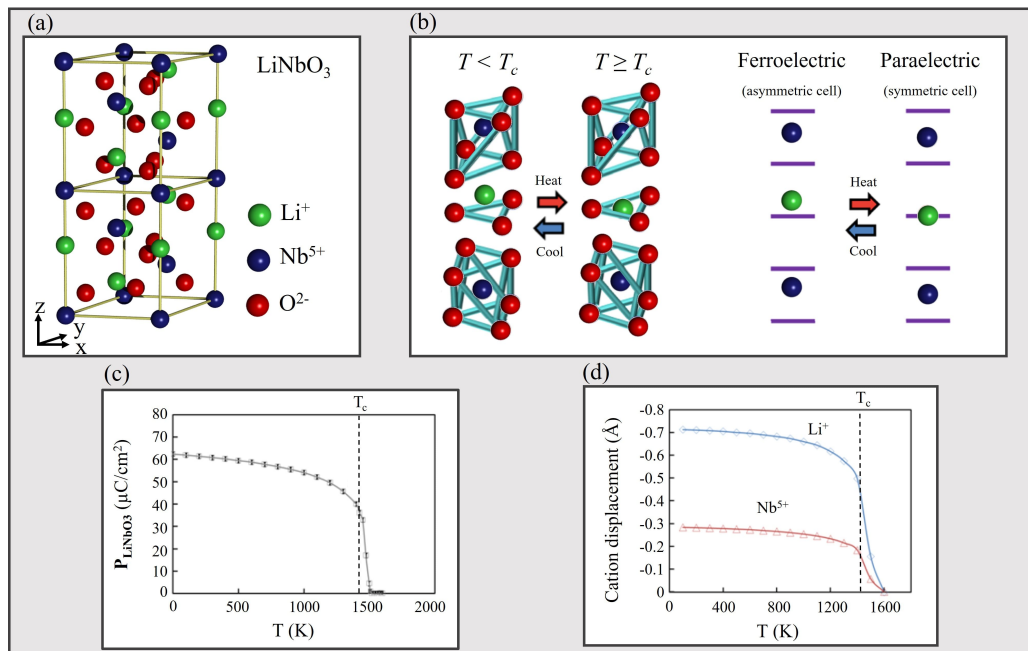 (a)
LiNbO₃
Li⁺
Nb⁵⁺
O²⁻
z
y
x
(b)
T < Tc
T ≥ Tc
Heat
Cool
Ferroelectric
(asymmetric cell)
Paraelectric
(symmetric cell)
Heat
Cool
(c)
Tc
80
70
60
50
40
30
20
10
0
P_LiNbO3 (μC/cm²)
0
500
1000
1500
2000
T (K)
(d)
Tc
-0.8
-0.7
-0.6
-0.5
-0.4
-0.3
-0.2
-0.1
-0
Cation displacement (Å)
Li⁺
Nb⁵⁺
0
400
800
1200
1600
T (K)